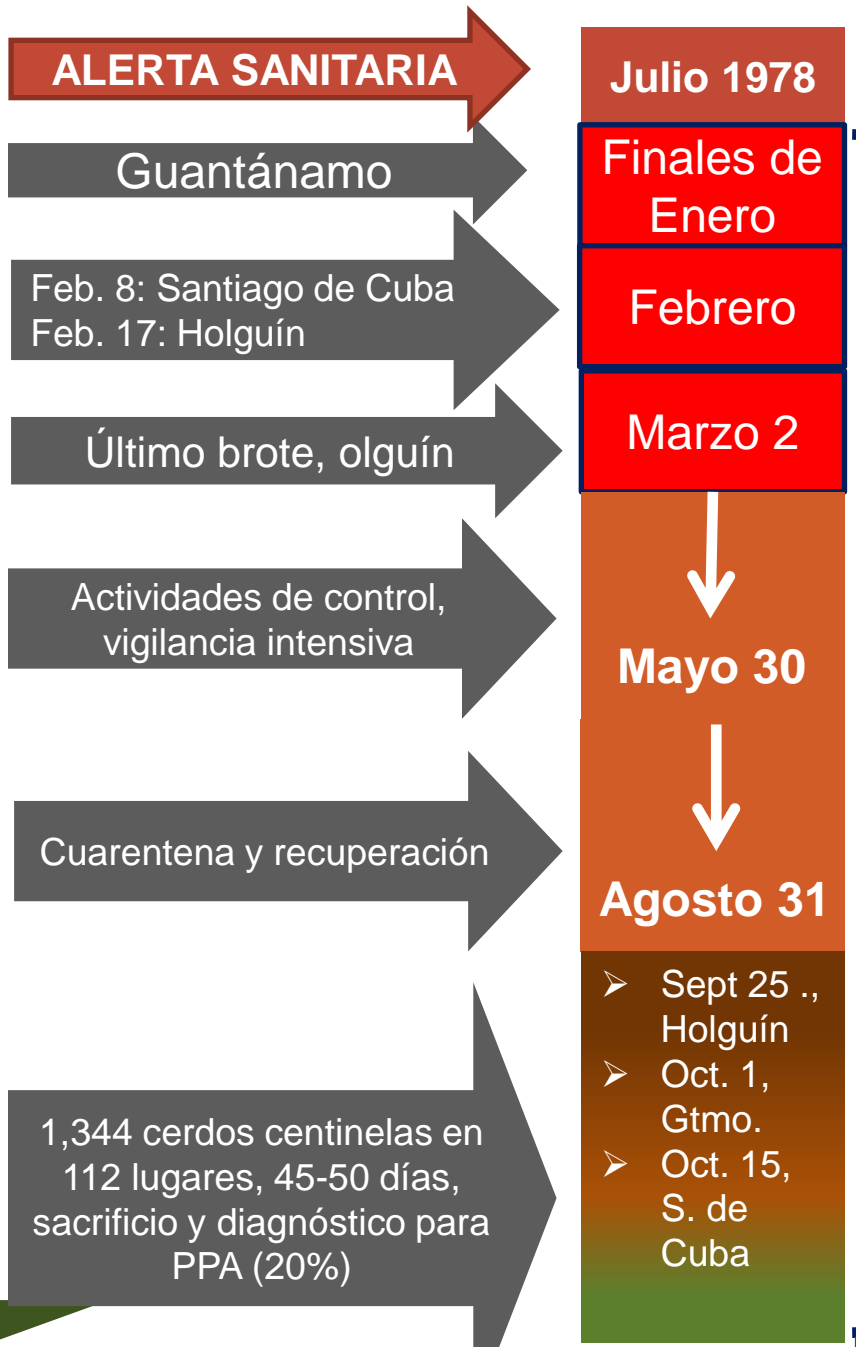 ALERTA SANITARIA
Julio 1978
Guantánamo
Finales de
Enero
Feb. 8: Santiago de Cuba
Feb. 17: Holguín
Febrero
Último brote, olguín
Marzo 2
Actividades de control,
vigilancia intensiva
Mayo 30
Cuarentena y recuperación
Agosto 31
1,344 cerdos centinelas en
112 lugares, 45-50 días,
sacrificio y diagnóstico para
PPA (20%)
➢ Sept 25 .,
Holguín
➢ Oct. 1,
Gtmo.
➢ Oct. 15,
S. de
Cuba